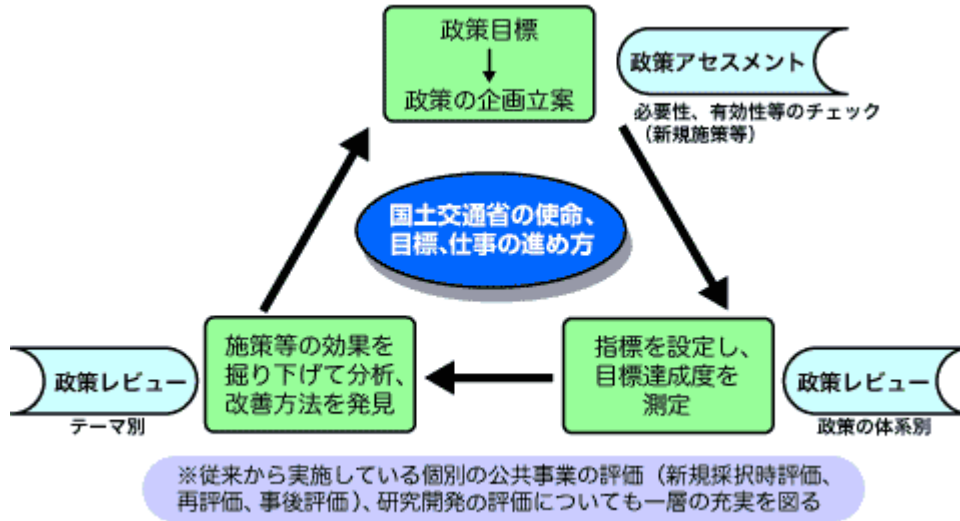 政策目標
政策の企画立案
政策アセスメント
必要性、有効性等のチェック
（新規施策等）
国土交通省の使命、
目標、仕事の進め方
施策等の効果を
掘り下げて分析、
改善方法を発見
指標を設定し、
目標達成度を
測定
政策レビュー
テーマ別
政策レビュー
政策の体系別
※従来から実施している個別の公共事業の評価（新規採択時評価、
再評価、事後評価）、研究開発の評価についても一層の充実を図る